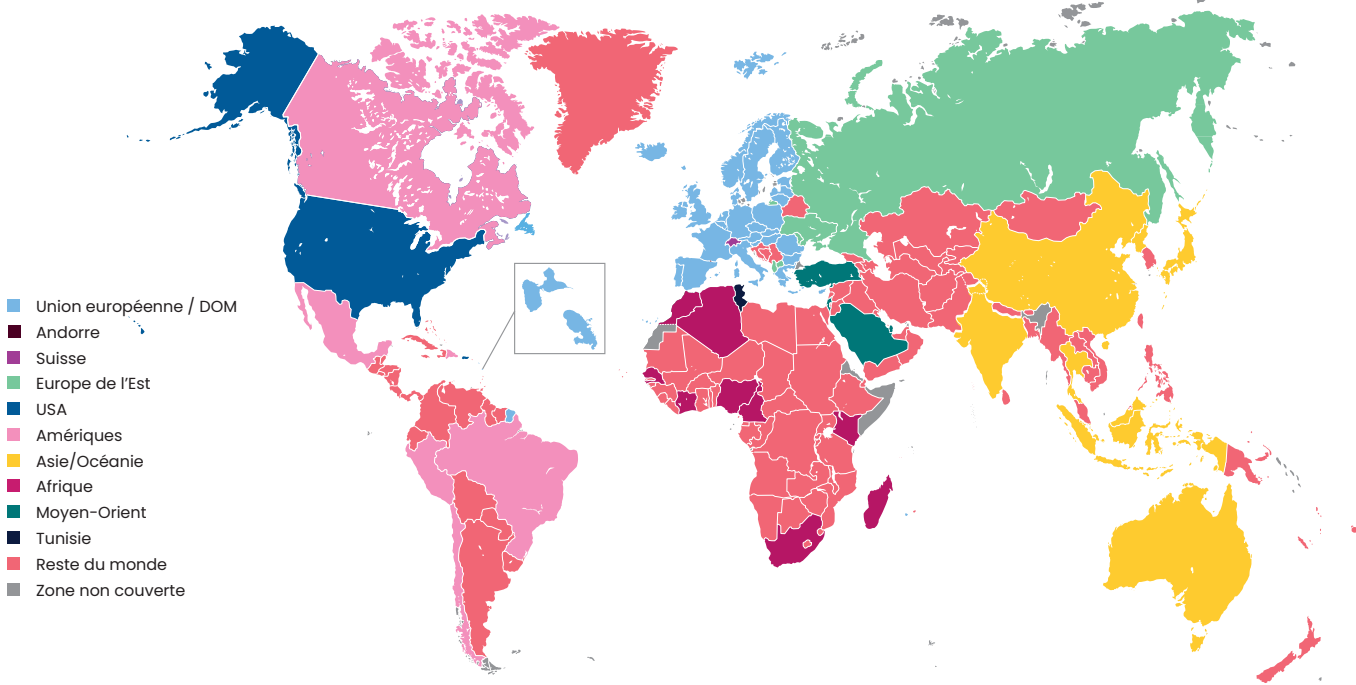 Union européenne / DOM
Andorre
Suisse
Europe de l’Est
USA
Amériques
Asie/Océanie
Afrique
Moyen-Orient
Tunisie
Reste du monde
Zone non couverte